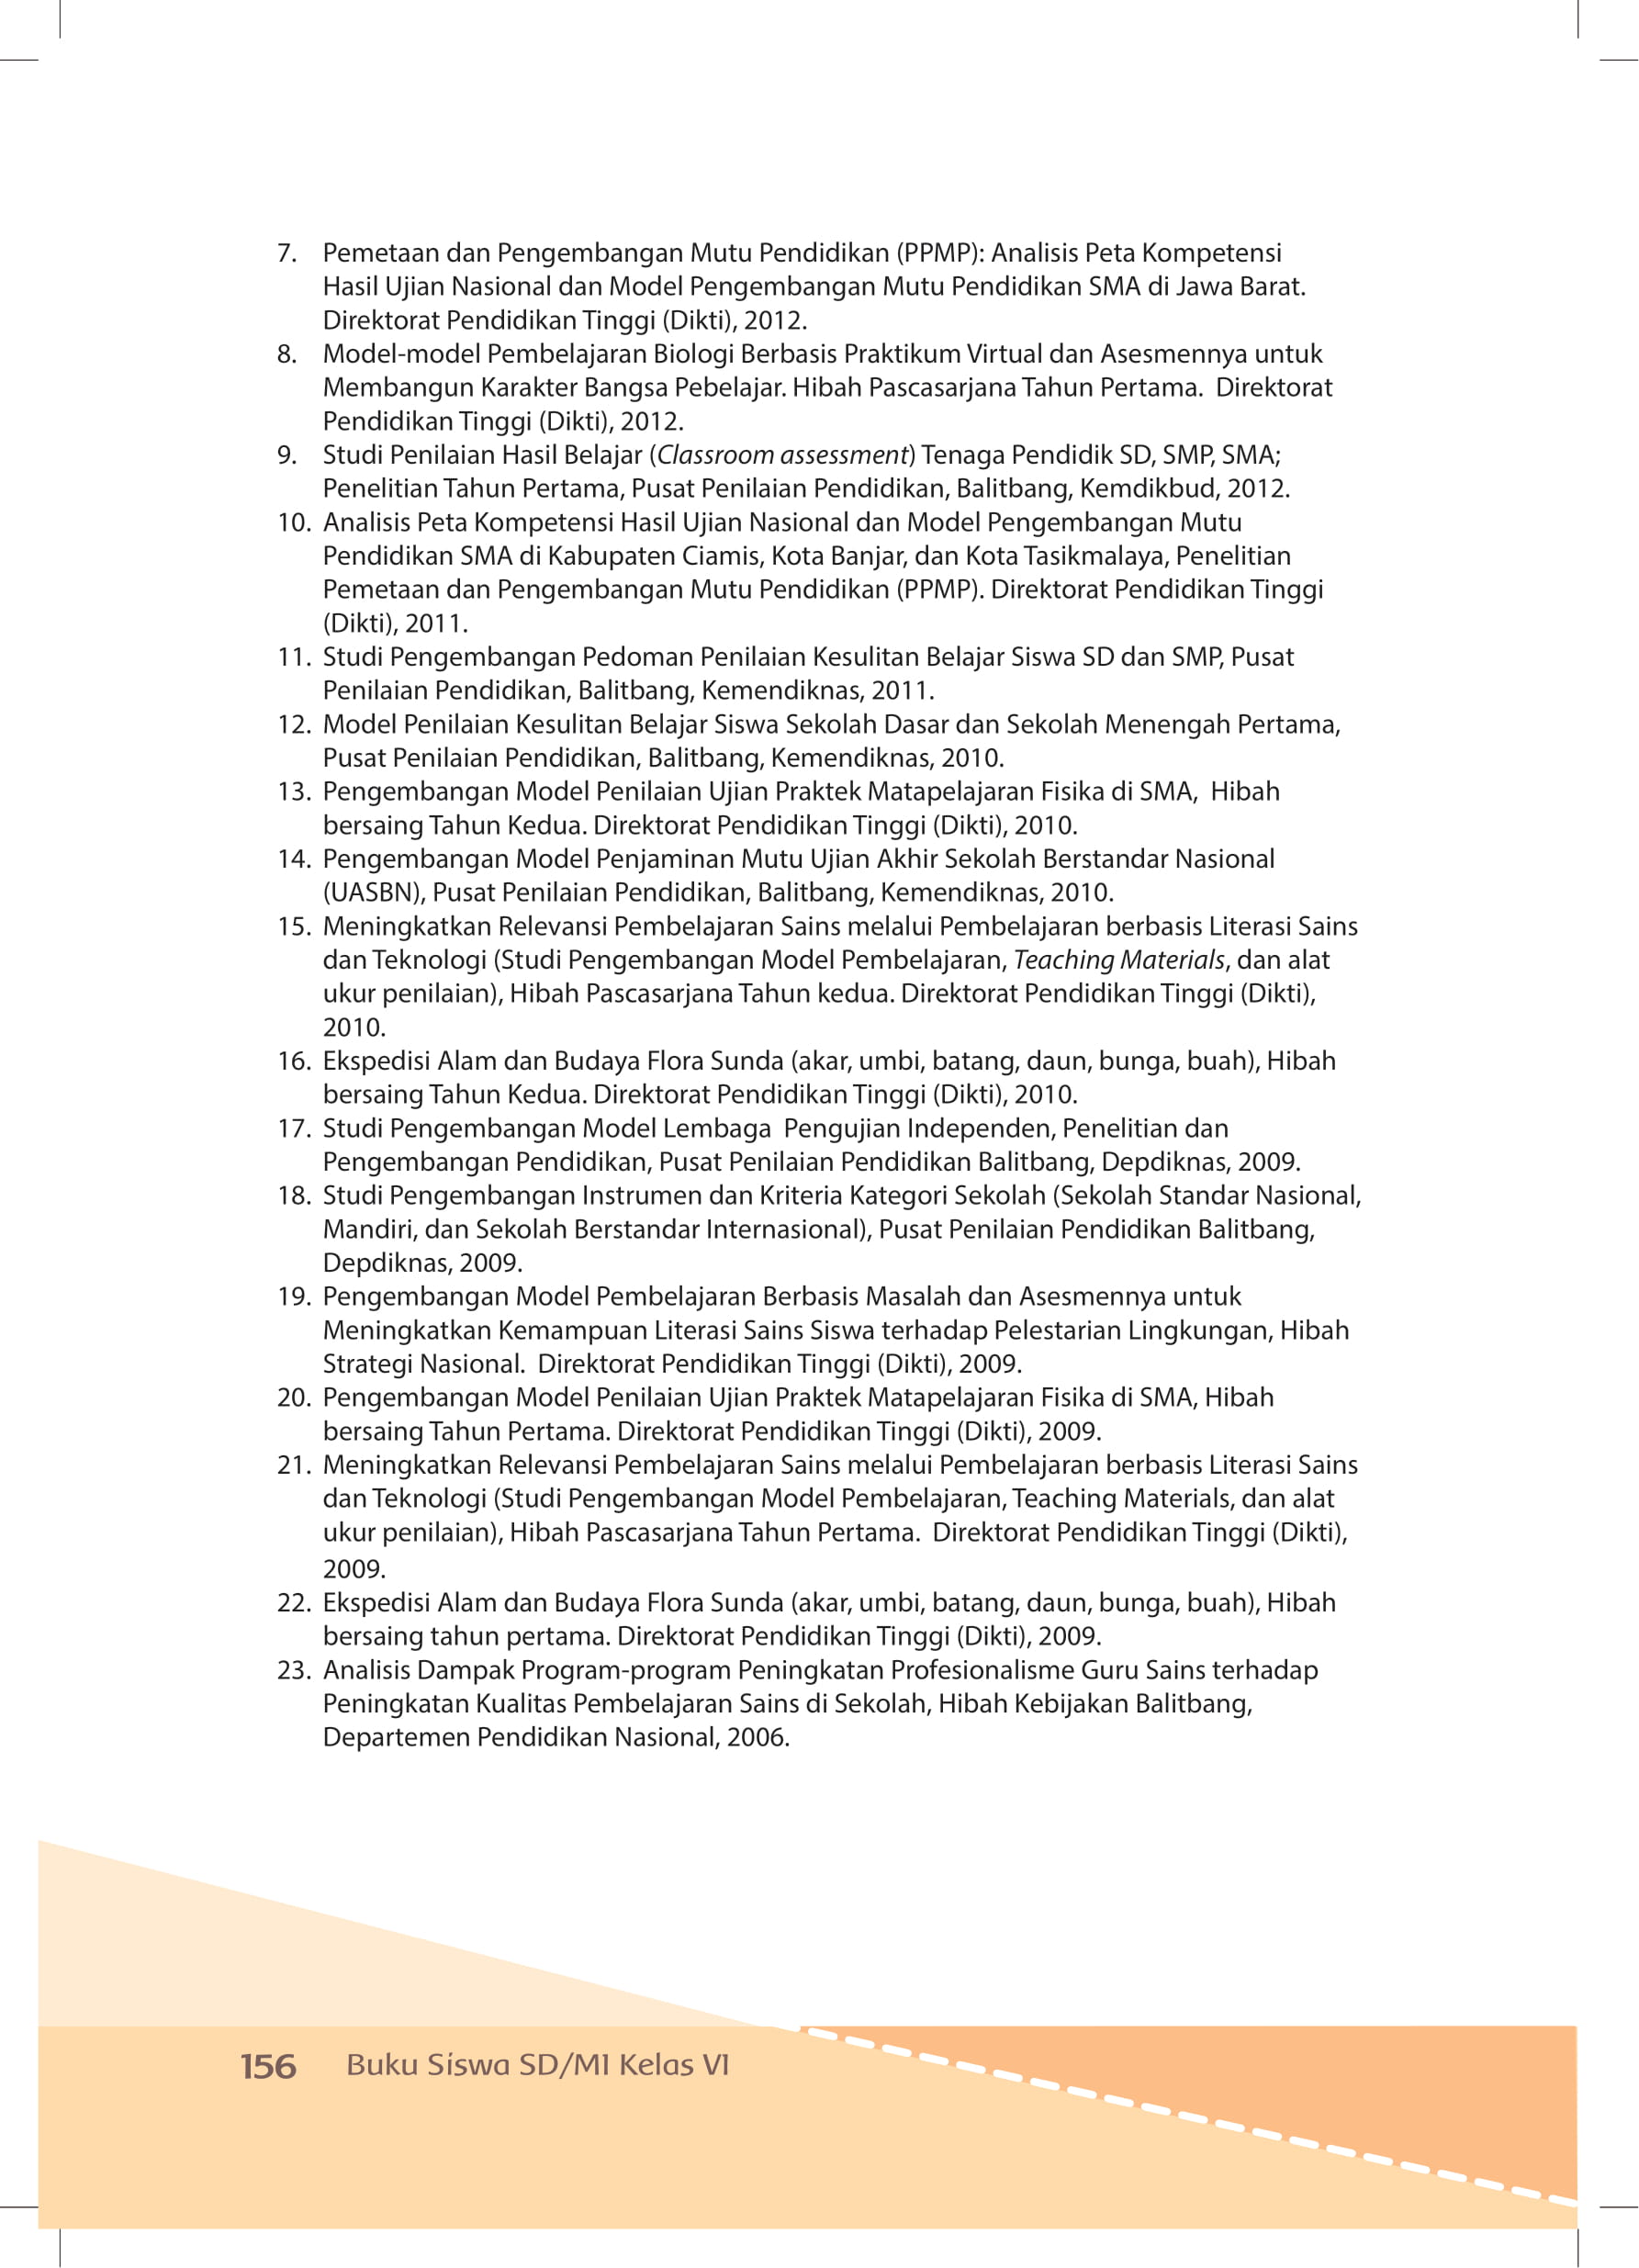 7. Pemetaan dan Pengembangan Mutu Pendidikan (PPMP): Analisis Peta Kompetensi
Hasil Ujian Nasional dan Model Pengembangan Mutu Pendidikan SMA di Jawa Barat.
Direktorat Pendidikan Tinggi (Dikti), 2012.
8. Model-model Pembelajaran Biologi Berbasis Praktikum Virtual dan Asesmennya untuk
Membangun Karakter Bangsa Pebelajar. Hibah Pascasarjana Tahun Pertama.  Direktorat
Pendidikan Tinggi (Dikti), 2012.
9. Studi Penilaian Hasil Belajar (Classroom assessment) Tenaga Pendidik SD, SMP, SMA;
Penelitian Tahun Pertama, Pusat Penilaian Pendidikan, Balitbang, Kemdikbud, 2012.
10. Analisis Peta Kompetensi Hasil Ujian Nasional dan Model Pengembangan Mutu
Pendidikan SMA di Kabupaten Ciamis, Kota Banjar, dan Kota Tasikmalaya, Penelitian
Pemetaan dan Pengembangan Mutu Pendidikan (PPMP). Direktorat Pendidikan Tinggi
(Dikti), 2011.
11. Studi Pengembangan Pedoman Penilaian Kesulitan Belajar Siswa SD dan SMP, Pusat
Penilaian Pendidikan, Balitbang, Kemendiknas, 2011.
12. Model Penilaian Kesulitan Belajar Siswa Sekolah Dasar dan Sekolah Menengah Pertama,
Pusat Penilaian Pendidikan, Balitbang, Kemendiknas, 2010.
13. Pengembangan Model Penilaian Ujian Praktek Matapelajaran Fisika di SMA,  Hibah
bersaing Tahun Kedua. Direktorat Pendidikan Tinggi (Dikti), 2010.
14. Pengembangan Model Penjaminan Mutu Ujian Akhir Sekolah Berstandar Nasional
(UASBN), Pusat Penilaian Pendidikan, Balitbang, Kemendiknas, 2010.
15. Meningkatkan Relevansi Pembelajaran Sains melalui Pembelajaran berbasis Literasi Sains
dan Teknologi (Studi Pengembangan Model Pembelajaran, Teaching Materials, dan alat
ukur penilaian), Hibah Pascasarjana Tahun kedua. Direktorat Pendidikan Tinggi (Dikti),
2010.
16. Ekspedisi Alam dan Budaya Flora Sunda (akar, umbi, batang, daun, bunga, buah), Hibah
bersaing Tahun Kedua. Direktorat Pendidikan Tinggi (Dikti), 2010.
17. Studi Pengembangan Model Lembaga  Pengujian Independen, Penelitian dan
Pengembangan Pendidikan, Pusat Penilaian Pendidikan Balitbang, Depdiknas, 2009.
18. Studi Pengembangan Instrumen dan Kriteria Kategori Sekolah (Sekolah Standar Nasional,
Mandiri, dan Sekolah Berstandar Internasional), Pusat Penilaian Pendidikan Balitbang,
Depdiknas, 2009.
19. Pengembangan Model Pembelajaran Berbasis Masalah dan Asesmennya untuk
Meningkatkan Kemampuan Literasi Sains Siswa terhadap Pelestarian Lingkungan, Hibah
Strategi Nasional.  Direktorat Pendidikan Tinggi (Dikti), 2009.
20. Pengembangan Model Penilaian Ujian Praktek Matapelajaran Fisika di SMA, Hibah
bersaing Tahun Pertama. Direktorat Pendidikan Tinggi (Dikti), 2009.
21. Meningkatkan Relevansi Pembelajaran Sains melalui Pembelajaran berbasis Literasi Sains
dan Teknologi (Studi Pengembangan Model Pembelajaran, Teaching Materials, dan alat
ukur penilaian), Hibah Pascasarjana Tahun Pertama.  Direktorat Pendidikan Tinggi (Dikti),
2009.
22. Ekspedisi Alam dan Budaya Flora Sunda (akar, umbi, batang, daun, bunga, buah), Hibah
bersaing tahun pertama. Direktorat Pendidikan Tinggi (Dikti), 2009.
23. Analisis Dampak Program-program Peningkatan Profesionalisme Guru Sains terhadap
Peningkatan Kualitas Pembelajaran Sains di Sekolah, Hibah Kebijakan Balitbang,
Departemen Pendidikan Nasional, 2006.
156 Buku Siswa SD/MI Kelas VI